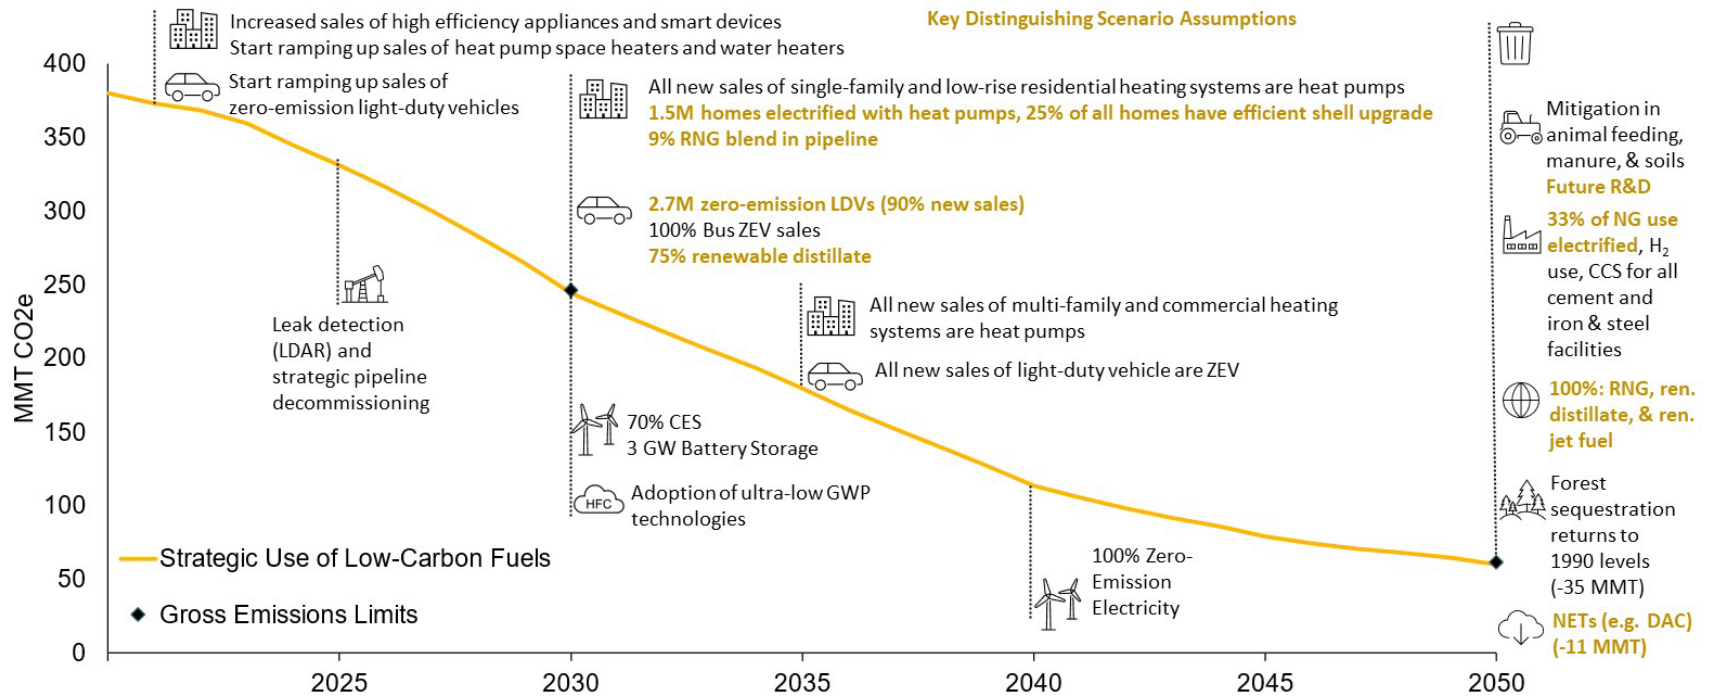 Key Distinguishing Scenario Assumptions
Increased sales of high efficiency appliances and smart devices
Start ramping up sales of heat pump space heaters and water heaters
Start ramping up sales of
zero-emission light-duty vehicles
All new sales of single-family and low-rise residential heating systems are heat pumps
1.5M homes electrified with heat pumps, 25% of all homes have efficient shell upgrade
9% RNG blend in pipeline
2.7M zero-emission LDVs (90% new sales)
100% Bus ZEV sales
75% renewable distillate
Leak detection
(LDAR) and
strategic pipeline
decommissioning
All new sales of multi-family and commercial heating
systems are heat pumps
All new sales of light-duty vehicle are ZEV
70% CES
3 GW Battery Storage
HFC
Adoption of ultra-low GWP
technologies
100% Zero-
Emission
Electricity
Mitigation in
animal feeding,
manure, & soils
Future R&D
33% of NG use
electrified, H2
use, CCS for all
cement and
iron & steel
facilities
100%: RNG, ren.
distillate, & ren.
jet fuel
Forest
sequestration
returns to
1990 levels
(-35 MMT)
NETs (e.g. DAC)
(-11 MMT)
MMT CO2e
400
350
300
250
200
150
100
50
0
Strategic Use of Low-Carbon Fuels
Gross Emissions Limits
2025
2030
2035
2040
2045
2050